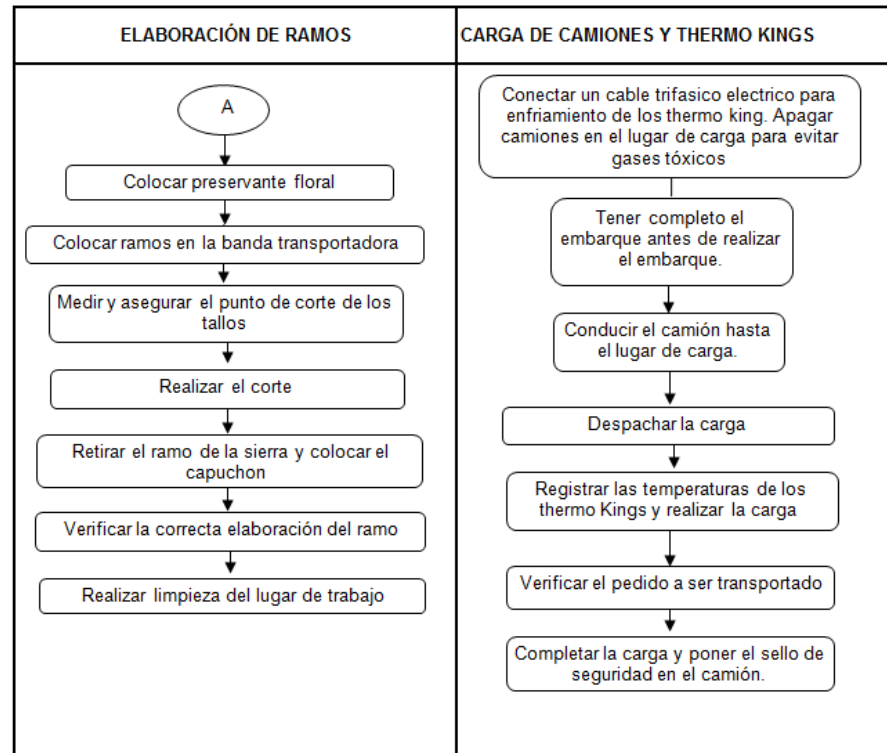 ELABORACIÓN DE RAMOS
A
Colocar preservante floral
Colocar ramos en la banda transportadora
Medir y asegurar el punto de corte de los
tallos
Realizar el corte
Retirar el ramo de la sierra y colocar el
capuchon
Verificar la correcta elaboración del ramo
Realizar limpieza del lugar de trabajo
CARGA DE CAMIONES Y THERMO KINGS
Conectar un cable trifasico electrico para
enfriamiento de los thermo king. Apagar
camiones en el lugar de carga para evitar
gases tóxicos
Tener completo el
embarque antes de realizar
el embarque.
Conducir el camión hasta
el lugar de carga.
Despachar la carga
Registrar las temperaturas de los
thermo Kings y realizar la carga
Verificar el pedido a ser transportado
Completar la carga y poner el sello de
seguridad en el camión.